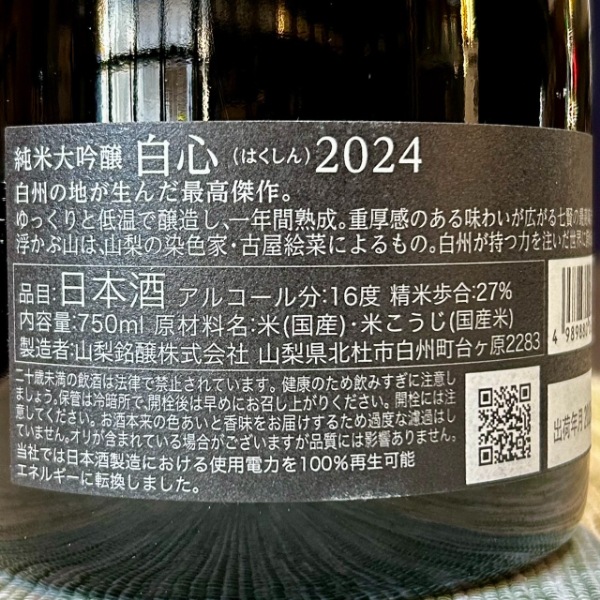 純米大吟醸 白心 (はくしん) 2024
白州の地が生んだ最高傑作。
ゆっくりと低温で醸造し、一年間熟成。重厚感のある味わいが広がる七賢の
浮かぶ山は、山梨の染色家・古屋絵菜によるもの。白州が持つ力を注いだ世界に
品目:日本酒 アルコール分:16度 精米歩合:27%
内容量:750ml 原材料名:米(国産)・米こうじ(国産米)
製造者:山梨銘醸株式会社 山梨県北杜市白州町台ヶ原2283
4 989882
二十歳未満の飲酒は法律で禁止されています。健康のため飲みすぎに注意し
ましょう。保管は冷暗所で、開栓後は早めにお召し上がりください。開栓には注
意してください。お酒本来の色あいと香味をお届けするため過度な濾過はし
ていません。オリが含まれている場合がございますが品質には影響ありません。
当社では日本酒製造における使用電力を100%再生可能
エネルギーに転換しました。
出荷年月